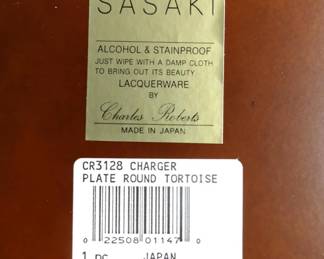 SASAKI
ALCOHOL & STAINPROOF
JUST WIPE WITH A DAMP CLOTH
TO BRING OUT ITS BEAUTY
LACQUERWARE
BY
Charles Roberts
MADE IN JAPAN
CR3128 CHARGER
PLATE ROUND TORTOISE
0 22508 01147 0
1 pc JAPAN